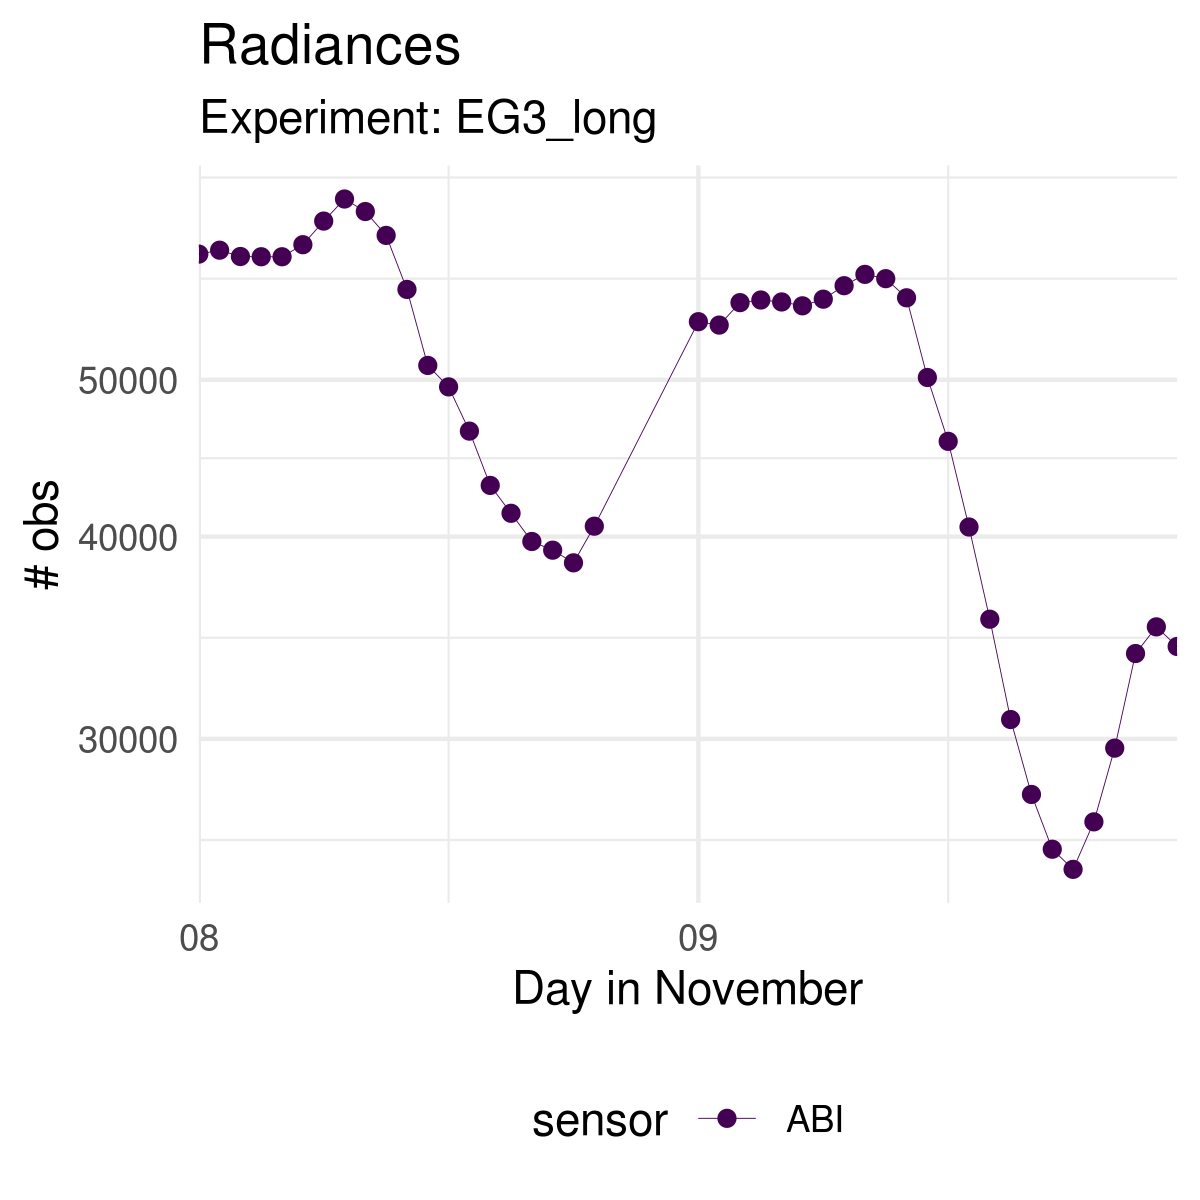 Radiances
Experiment: EG3_long
# obs
50000
40000
30000
08
09
Day in November
sensor
ABI